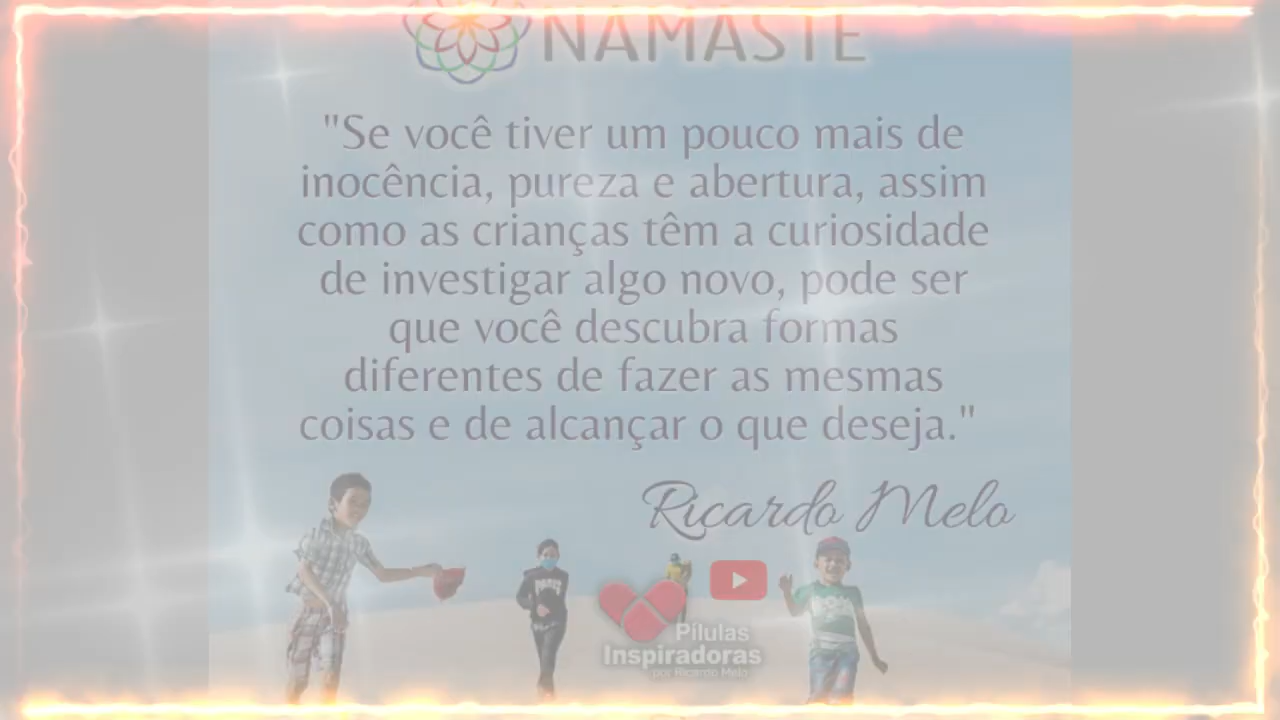 NAMASTE
"Se você tiver um pouco mais de
inocência, pureza e abertura, assim
como as crianças têm a curiosidade
de investigar algo novo, pode ser
que você descubra formas
diferentes de fazer as mesmas
coisas e de alcançar o que deseja."
Ricardo Melo
Pílulas
Inspiradoras
por Ricardo Melo